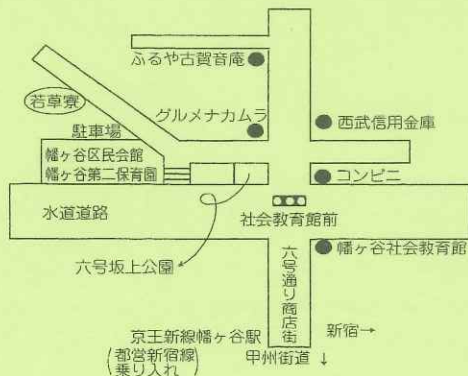 ふるや古賀音庵
若草寮
グルメナカムラ
西武信用金庫
駐車場
幡ヶ谷区民会館
幡ヶ谷第二保育園
コンビニ
水道道路
社会教育館前
六号坂上公園
幡ヶ谷社会教育館
六号通り商店街
京王新線幡ヶ谷駅
(都営新宿線
乗り入れ)
新宿→
甲州街道 ↓